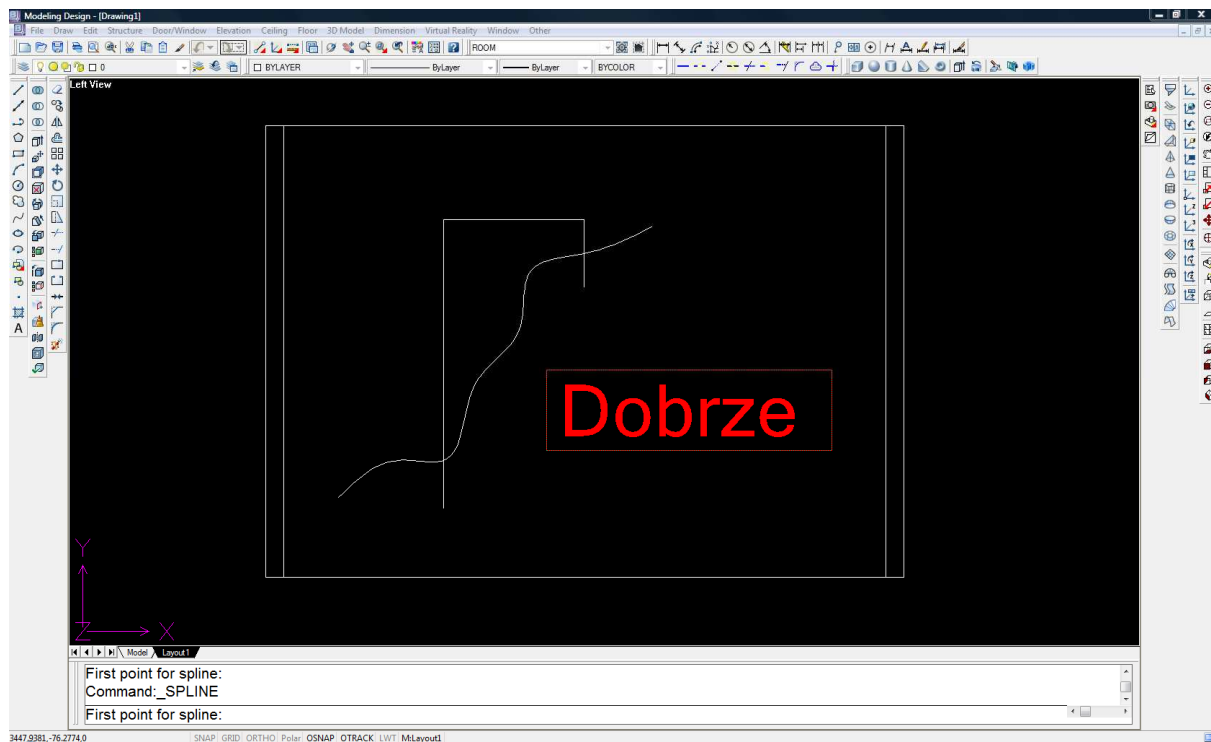 Modeling Design - [Drawing1]
File Draw Edit Structure Door/Window Elevation Ceiling Floor 3D Model Dimension Virtual Reality Window Other
ROOM
0 BYLAYER ByLayer ByLayer BYCOLOR
Left View
Dobrze
Y
Z X
Model Layout1
First point for spline:
Command:_SPLINE
First point for spline:
3447.9381,-76.2774,0 SNAP GRID ORTHO Polar OSNAP OTRACK LWT M:Layout1